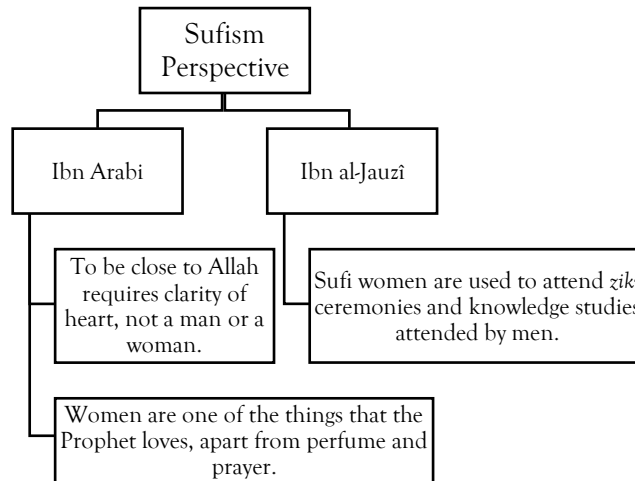 Sufism
Perspective
Ibn Arabi
Ibn al-Jauzî
To be close to Allah
requires clarity of
heart, not a man or a
woman.
Sufi women are used to attend
ceremonies and knowledge studies
attended by men.
Women are one of the things that the
Prophet loves, apart from perfume and
prayer.